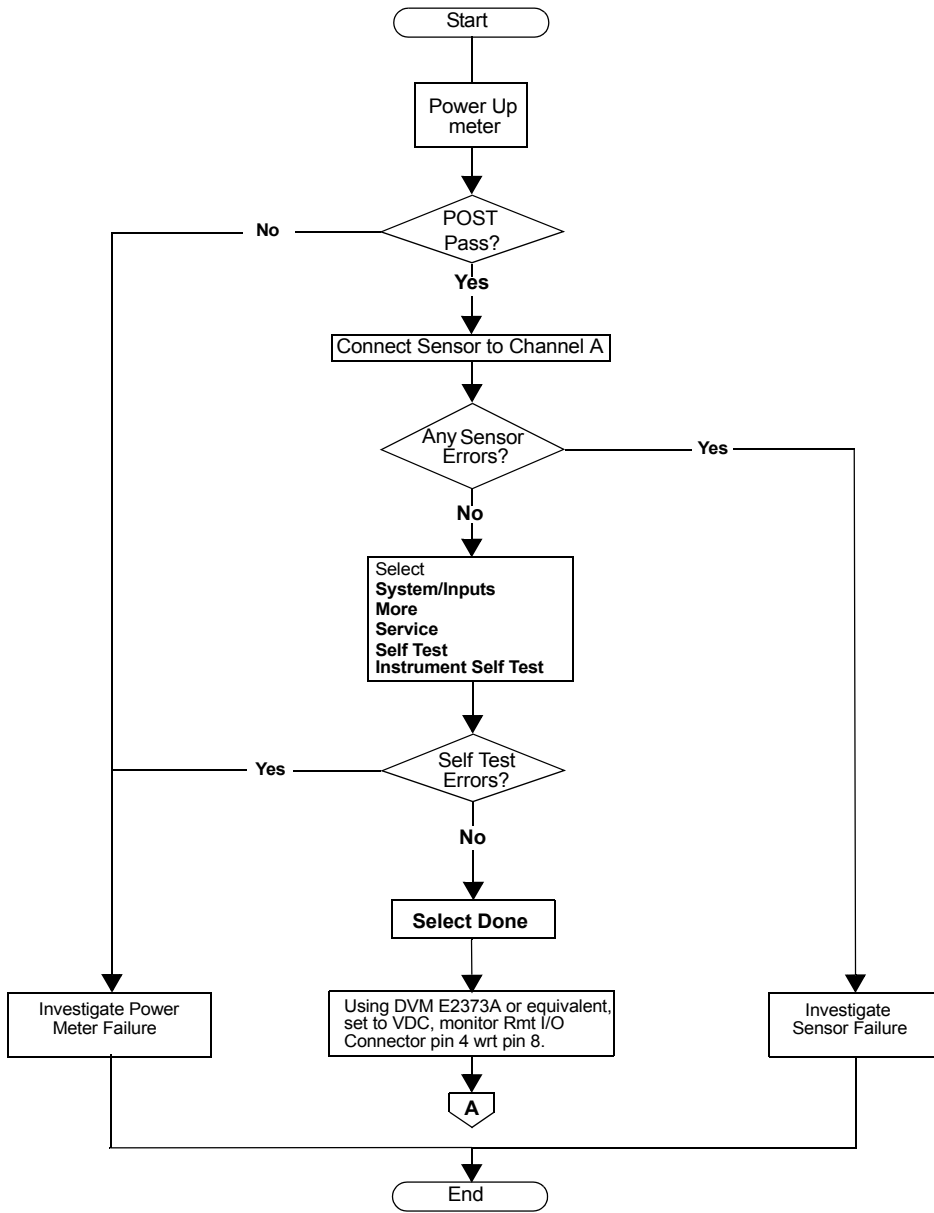 Start
Power Up
meter
POST
Pass?
No
Yes
Connect Sensor to Channel A
Any Sensor
Errors?
Yes
No
Select
System/Inputs
More
Service
Self Test
Instrument Self Test
Self Test
Errors?
Yes
No
Select Done
Investigate Power
Meter Failure
Using DVM E2373A or equivalent,
set to VDC, monitor Rmt I/O
Connector pin 4 wrt pin 8.
Investigate
Sensor Failure
A
End